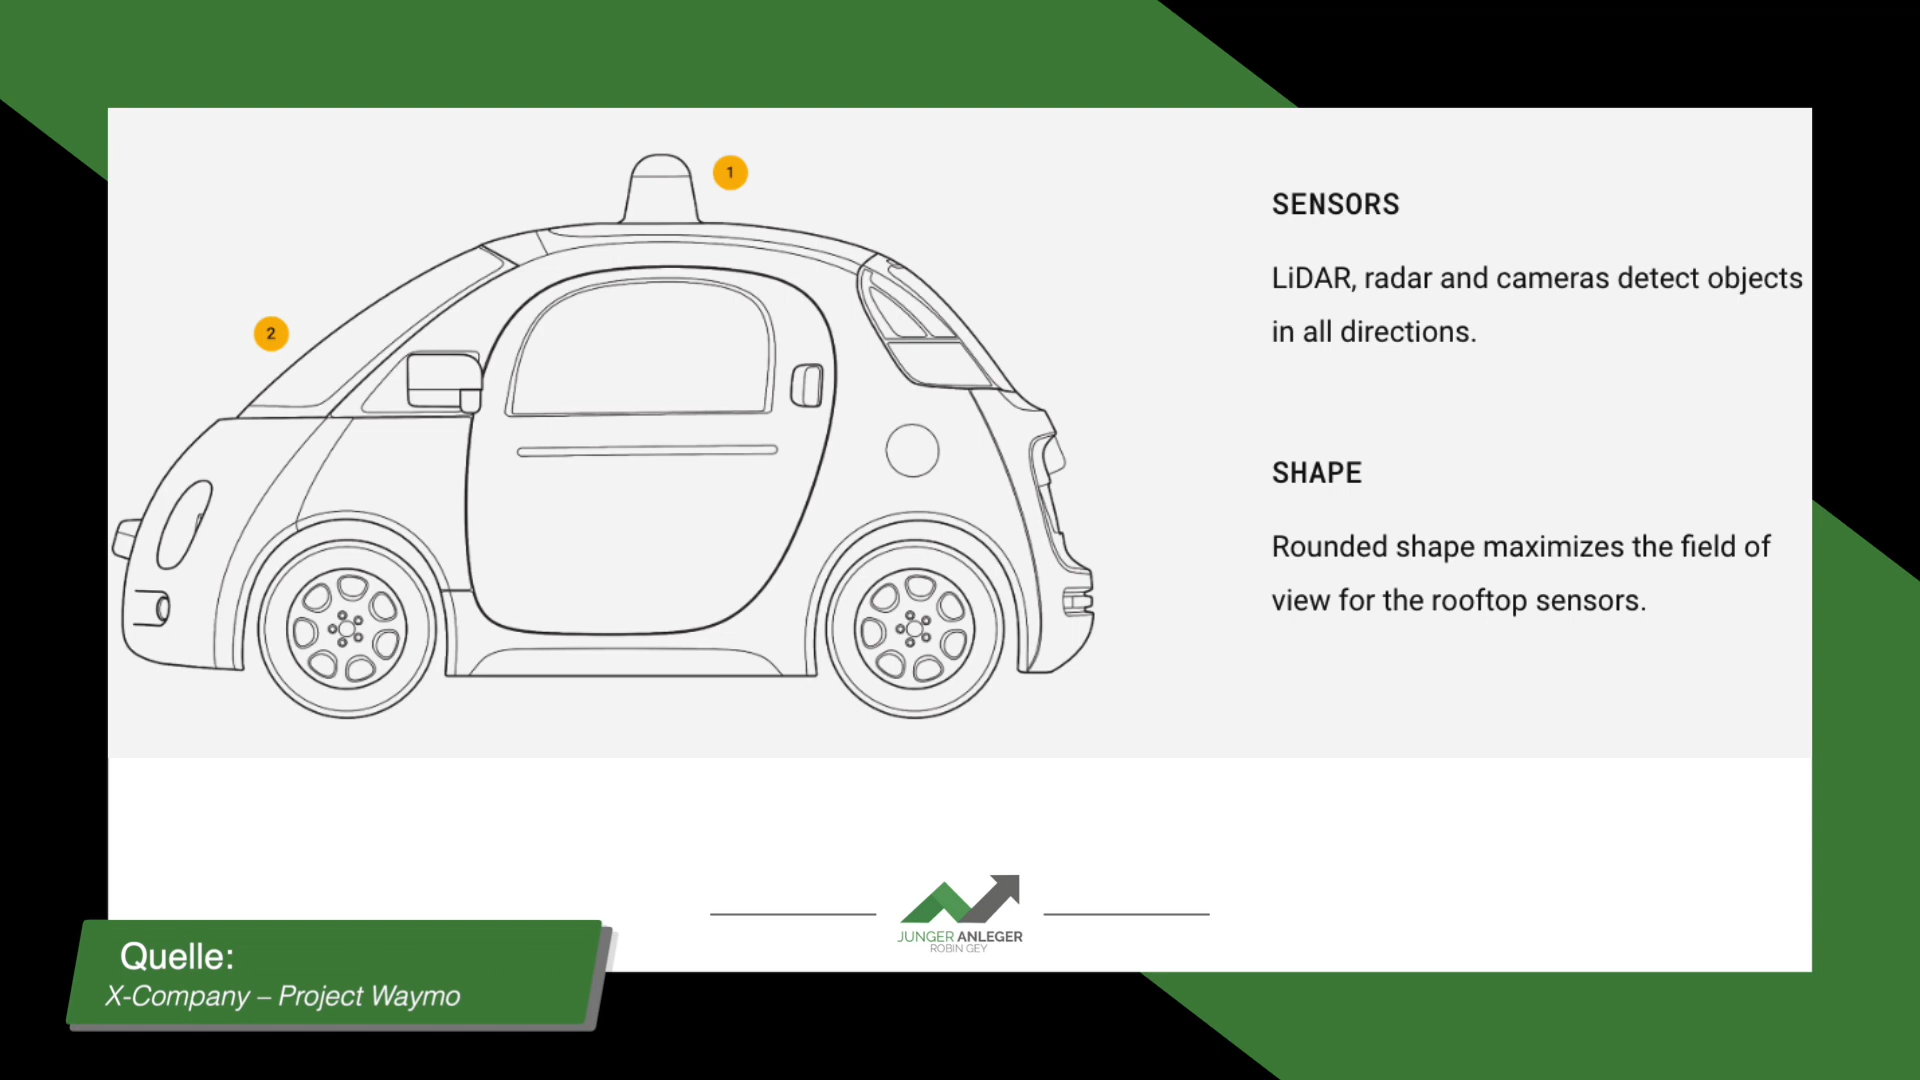 1
2
SENSORS
LiDAR, radar and cameras detect objects
in all directions.
SHAPE
Rounded shape maximizes the field of
view for the rooftop sensors.
JUNGER ANLEGER
ROBIN GEY
Quelle:
X-Company – Project Waymo